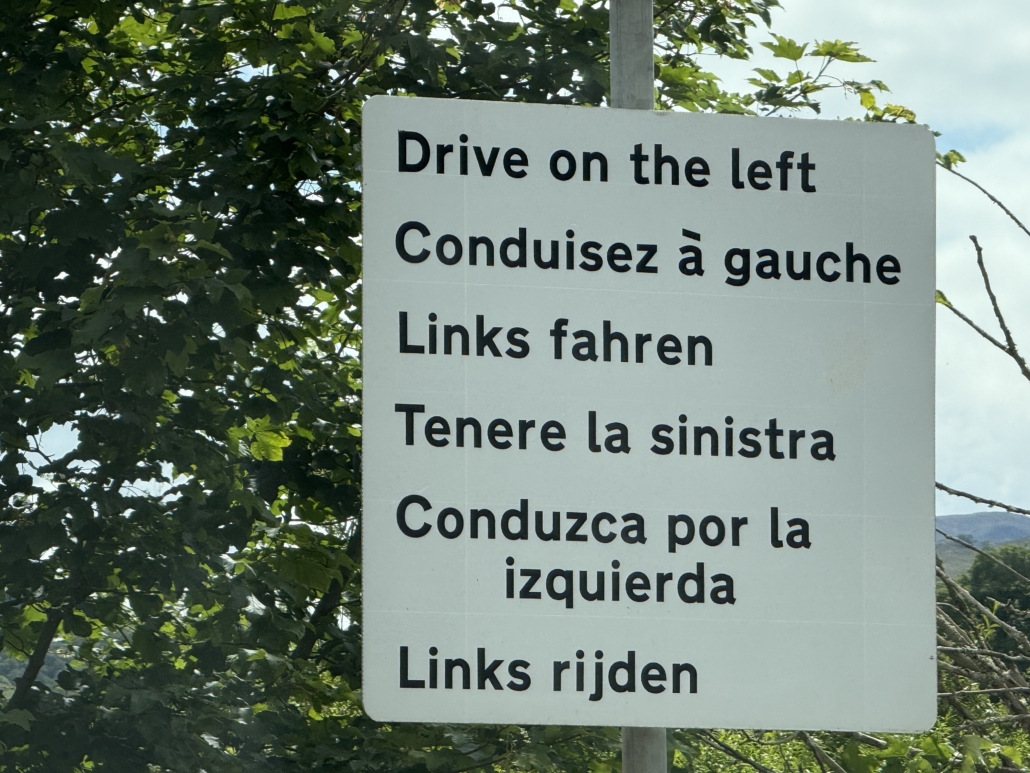 Drive on the left
Conduisez à gauche
Links fahren
Tenere la sinistra
Conduzca por la
izquierda
Links rijden